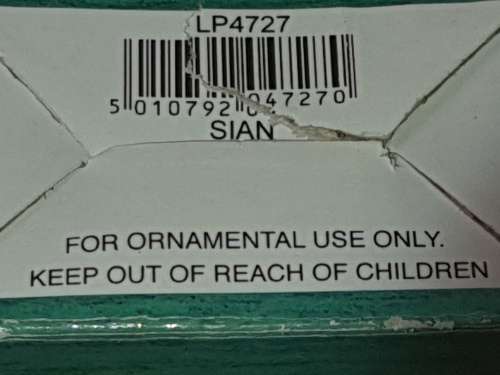 LP4727
5 010792 047270
SIAN
FOR ORNAMENTAL USE ONLY.
KEEP OUT OF REACH OF CHILDREN